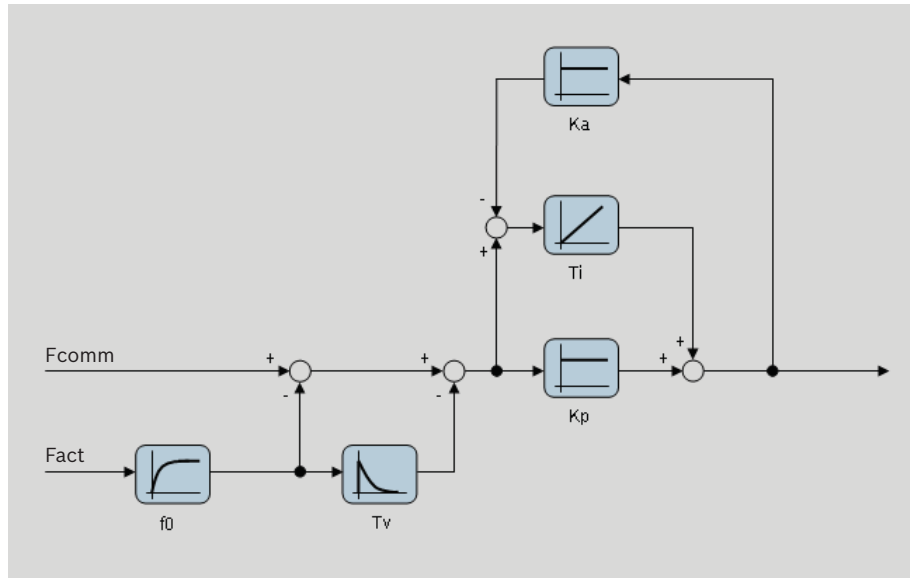 Ka
-
+
Ti
Fcomm
+
-
+
-
+
+
Kp
Fact
f0
Tv